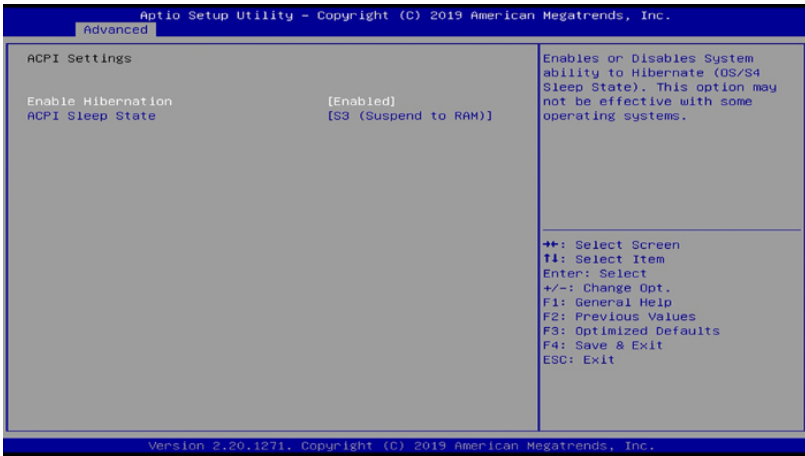 Aptio Setup Utility – Copyright (C) 2019 American Megatrends, Inc.
Advanced
ACPI Settings
Enable Hibernation [Enabled]
ACPI Sleep State [S3 (Suspend to RAM)]
Enables or Disables System
ability to Hibernate (OS/S4
Sleep State). This option may
not be effective with some
operating systems.
→←: Select Screen
↑↓: Select Item
Enter: Select
+/-: Change Opt.
F1: General Help
F2: Previous Values
F3: Optimized Defaults
F4: Save & Exit
ESC: Exit
Version 2.20.1271. Copyright (C) 2019 American Megatrends, Inc.